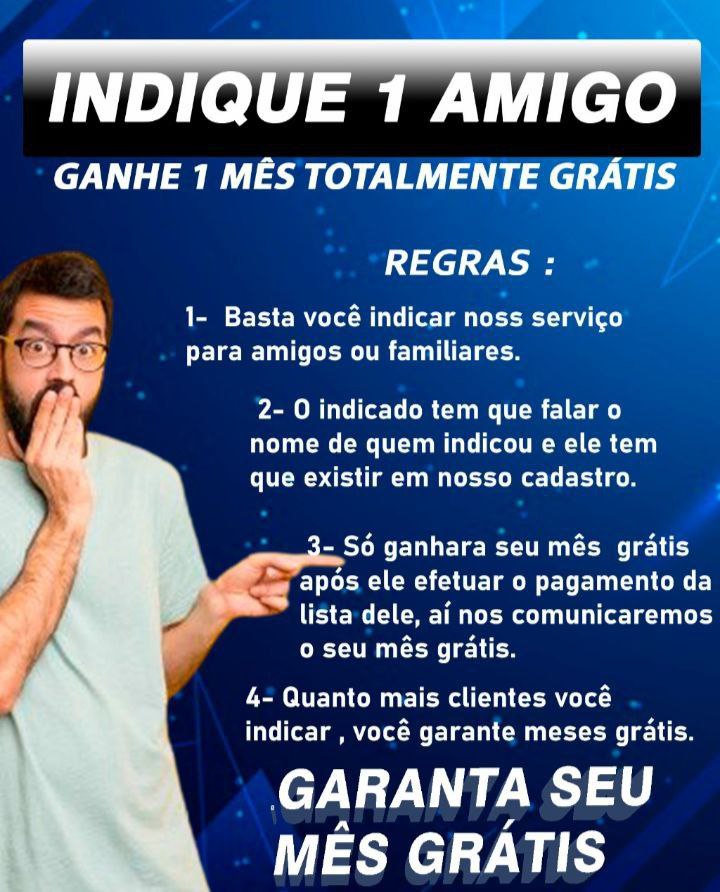 INDIQUE 1 AMIGO
GANHE 1 MÊS TOTALMENTE GRÁTIS
REGRAS :
1- Basta você indicar noss serviço
para amigos ou familiares.
2- O indicado tem que falar o
nome de quem indicou e ele tem
que existir em nosso cadastro.
3- Só ganhara seu mês grátis
após ele efetuar o pagamento da
lista dele, aí nos comunicaremos
o seu mês grátis.
4- Quanto mais clientes você
indicar , você garante meses grátis.
GARANTA SEU
MÊS GRÁTIS